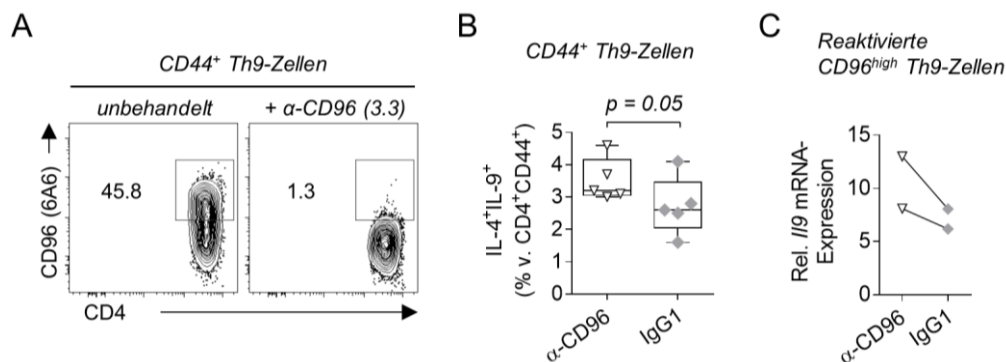 A
CD44⁺ Th9-Zellen
unbehandelt
+ α-CD96 (3.3)
45.8
1.3
CD96 (6A6)
CD4
B
CD44⁺ Th9-Zellen
p = 0.05
5
4
3
2
1
0
IL-4⁺IL-9⁺
(% v. CD4⁺CD44⁺)
α-CD96
IgG1
C
Reaktivierte
CD96ʰⁱᵍʰ Th9-Zellen
15
10
5
0
Rel. Il9 mRNA-
Expression
α-CD96
IgG1